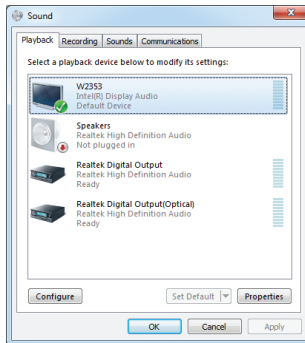 Sound
Playback Recording Sounds Communications
Select a playback device below to modify its settings:
W2353
Intel(R) Display Audio
Default Device
Speakers
Realtek High Definition Audio
Not plugged in
Realtek Digital Output
Realtek High Definition Audio
Ready
Realtek Digital Output(Optical)
Realtek High Definition Audio
Ready
Configure Set Default Properties
OK Cancel Apply